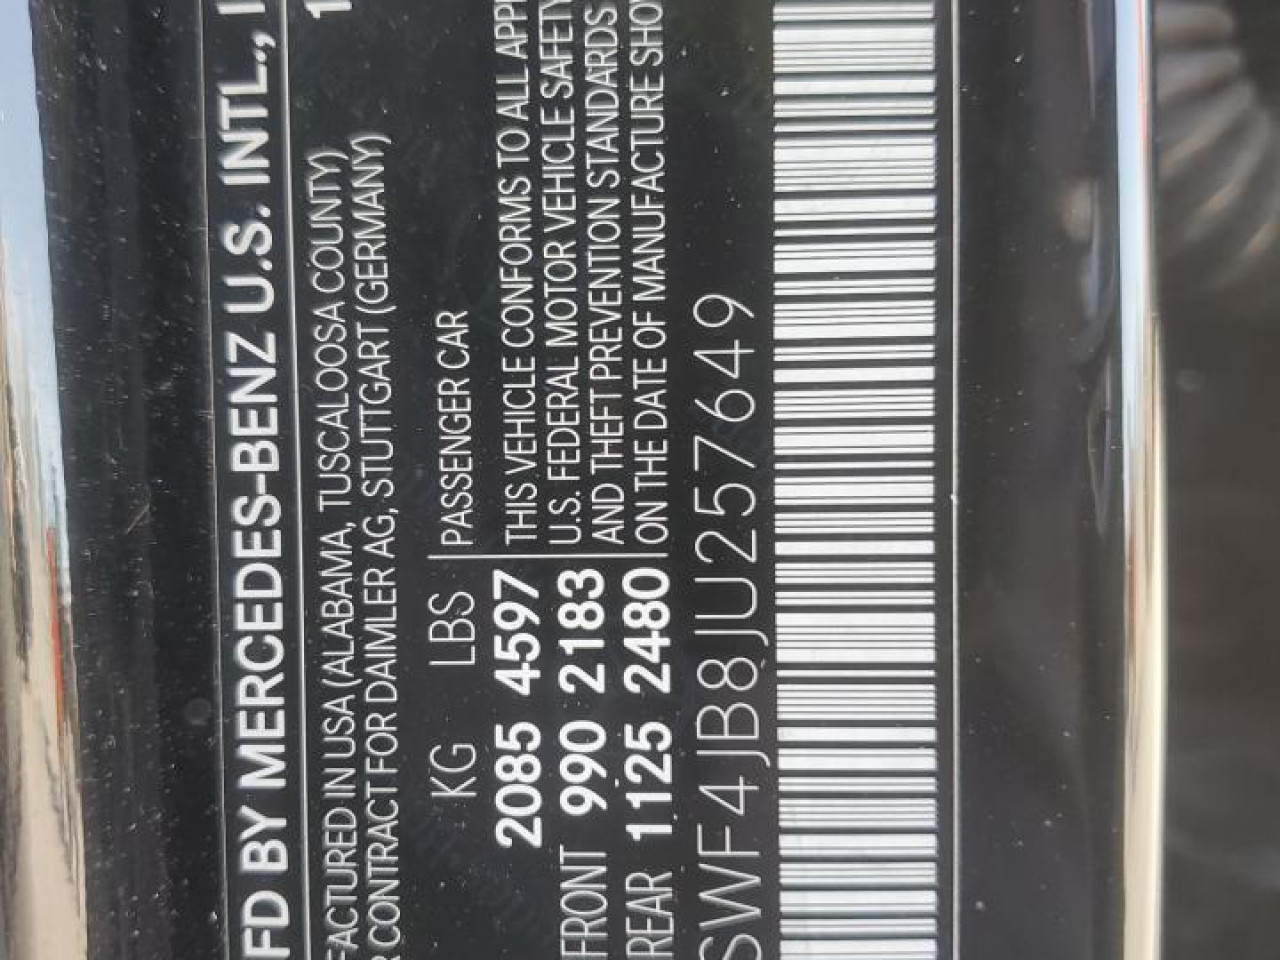 FD BY MERCEDES-BENZ U.S. INTL.,
FACTURED IN USA (ALABAMA, TUSCALOOSA COUNTY)
R CONTRACT FOR DAIMLER AG, STUTTGART (GERMANY)
KG LBS PASSENGER CAR
2085 4597 THIS VEHICLE CONFORMS TO ALL APPI
FRONT 990 2183 U.S. FEDERAL MOTOR VEHICLE SAFETY
REAR 1125 2480 AND THEFT PREVENTION STANDARDS
ON THE DATE OF MANUFACTURE SHO
SWF4JB8JU257649